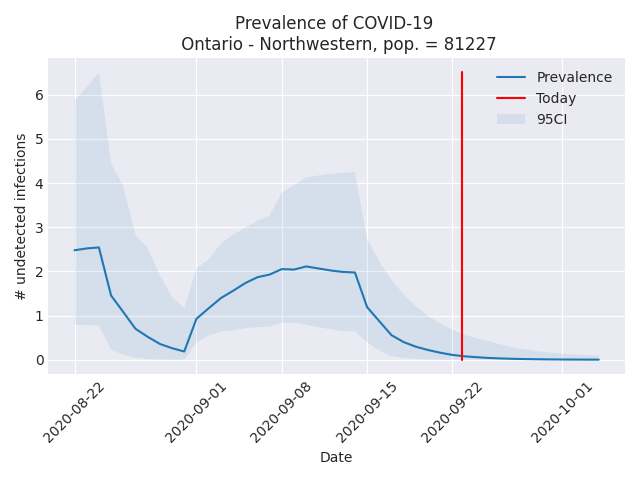 Prevalence of COVID-19
Ontario - Northwestern, pop. = 81227
Prevalence
Today
95CI
# undetected infections
6
5
4
3
2
1
0
2020-08-22
2020-09-01
2020-09-08
2020-09-15
2020-09-22
2020-10-01
Date